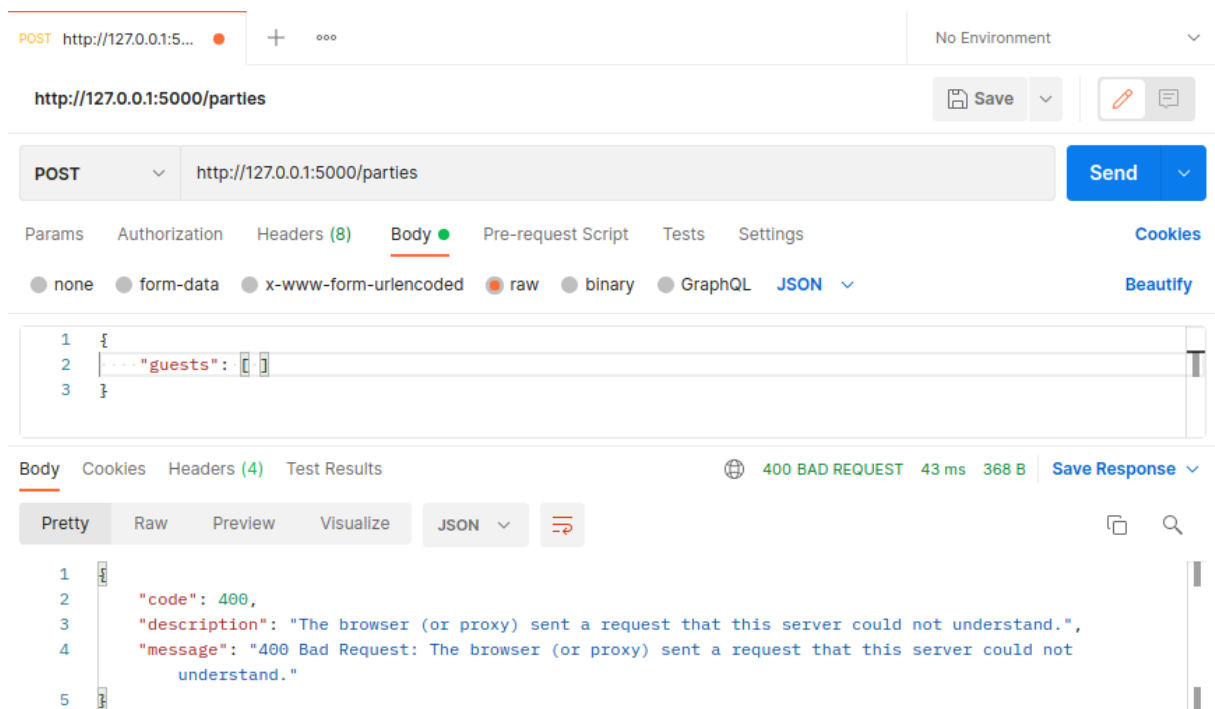 POST http://127.0.0.1:5... No Environment
http://127.0.0.1:5000/parties Save
POST http://127.0.0.1:5000/parties Send
Params Authorization Headers (8) Body Pre-request Script Tests Settings Cookies
none form-data x-www-form-urlencoded raw binary GraphQL JSON Beautify
1 {
2 "guests": [ ]
3 }
Body Cookies Headers (4) Test Results 400 BAD REQUEST 43 ms 368 B Save Response
Pretty Raw Preview Visualize JSON
1 {
2 "code": 400,
3 "description": "The browser (or proxy) sent a request that this server could not understand.",
4 "message": "400 Bad Request: The browser (or proxy) sent a request that this server could not
understand."
5 }